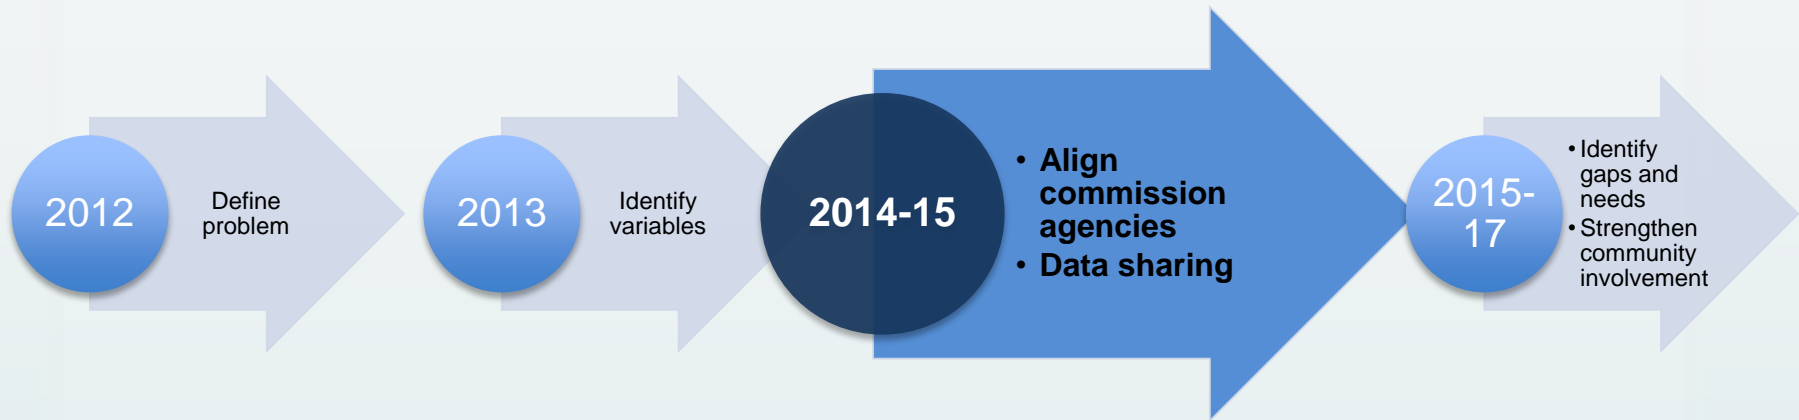 2012
Define
problem
2013
Identify
variables
2014-15
• Align
commission
agencies
• Data sharing
2015-
17
• Identify
gaps and
needs
• Strengthen
community
involvement